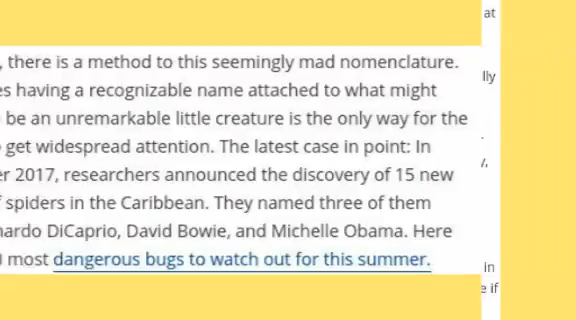 at
, there is a method to this seemingly mad nomenclature.
lly
es having a recognizable name attached to what might
be an unremarkable little creature is the only way for the
get widespread attention. The latest case in point: In
er 2017, researchers announced the discovery of 15 new
spiders in the Caribbean. They named three of them
nardo DiCaprio, David Bowie, and Michelle Obama. Here
most dangerous bugs to watch out for this summer.
in
e if